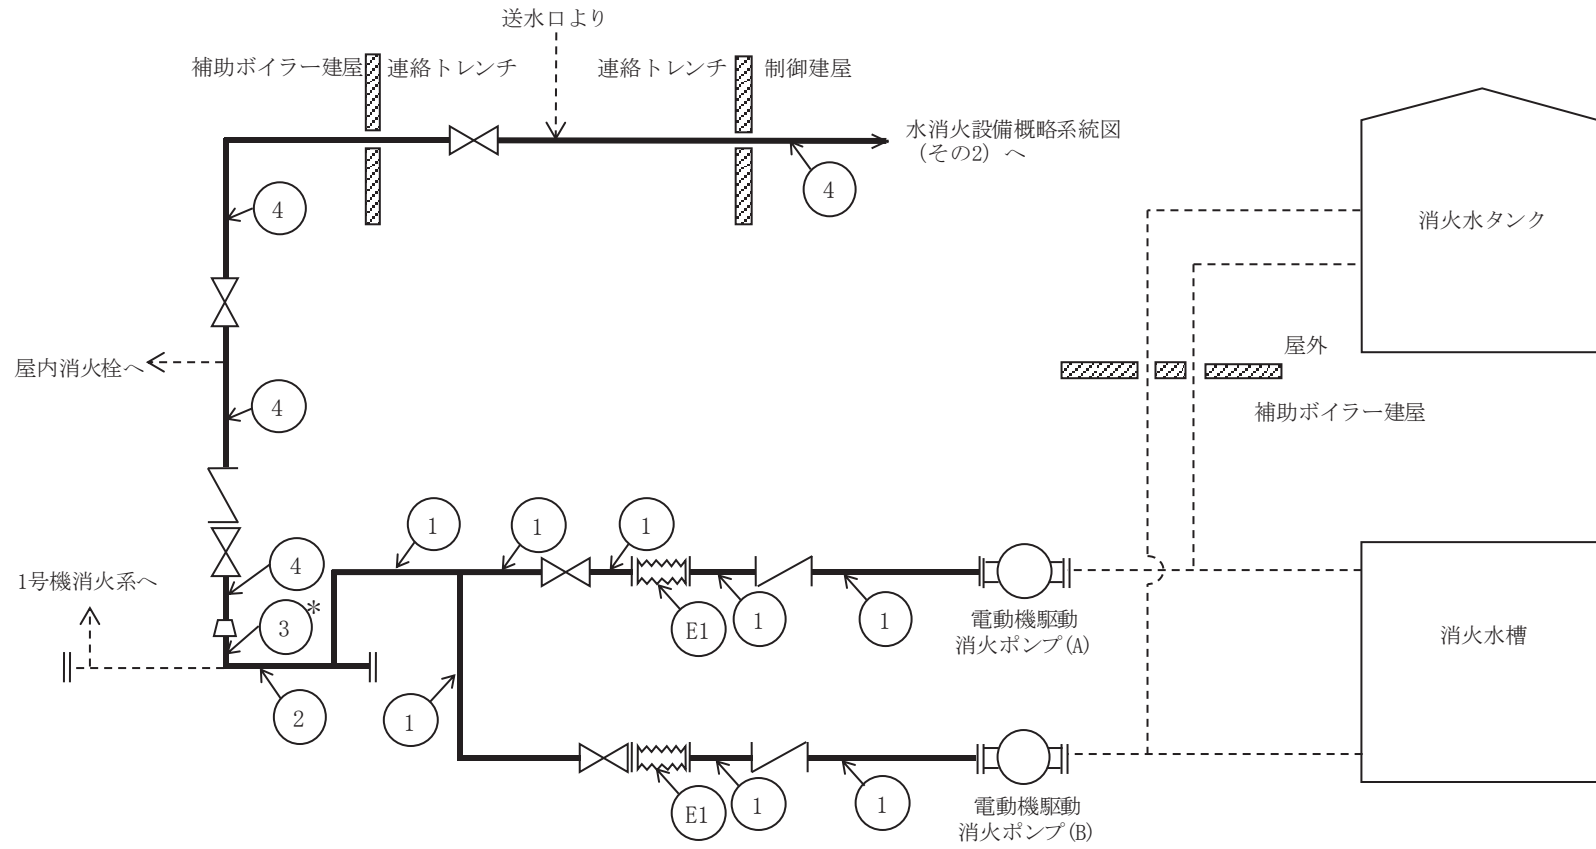 送水口より
補助ボイラー建屋
連絡トレンチ
連絡トレンチ
制御建屋
水消火設備概略系統図
（その2）へ
4
4
消火水タンク
屋外
屋内消火栓へ
4
補助ボイラー建屋
1
1
1
4
1号機消火系へ
3*
E1
1
1
電動機駆動
消火ポンプ(A)
消火水槽
2
1
E1
1
1
電動機駆動
消火ポンプ(B)